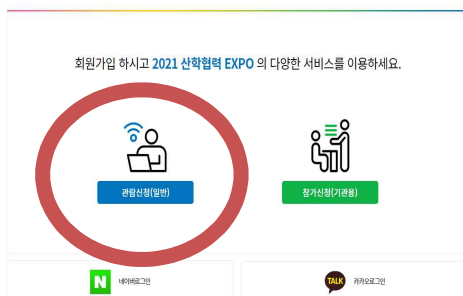 회원가입 하시고 2021 산학협력 EXPO 의 다양한 서비스를 이용하세요.
관람신청(일반)
참가신청(기관용)
N 네이버로그인
TALK 카카오로그인